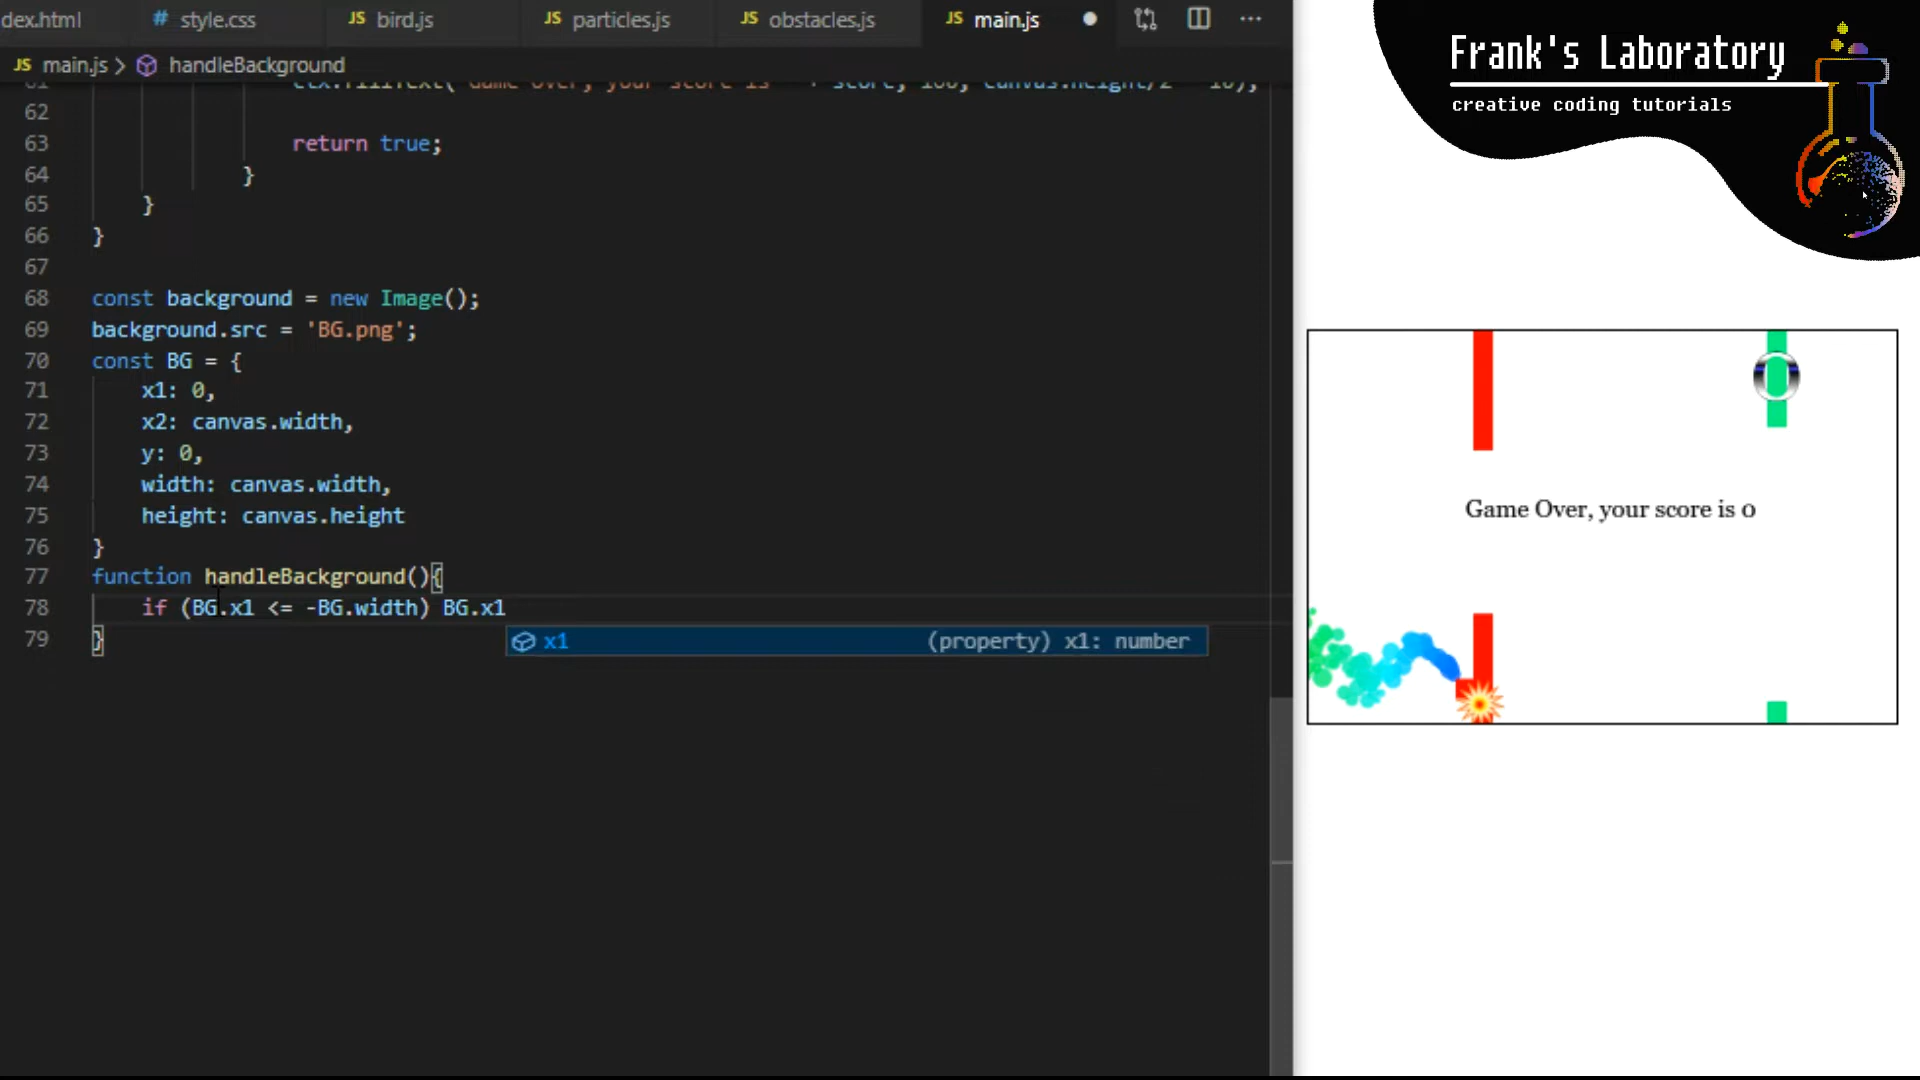 dex.html
# style.css
JS bird.js
JS particles.js
JS obstacles.js
JS main.js
JS main.js > handleBackground
Frank's Laboratory
creative coding tutorials
62
63 return true;
64 }
65 }
66 }
67
68 const background = new Image();
69 background.src = 'BG.png';
70 const BG = {
71 x1: 0,
72 x2: canvas.width,
73 y: 0,
74 width: canvas.width,
75 height: canvas.height
76 }
77 function handleBackground(){
78 if (BG.x1 <= -BG.width) BG.x1
79 }
x1 (property) x1: number
Game Over, your score is 0